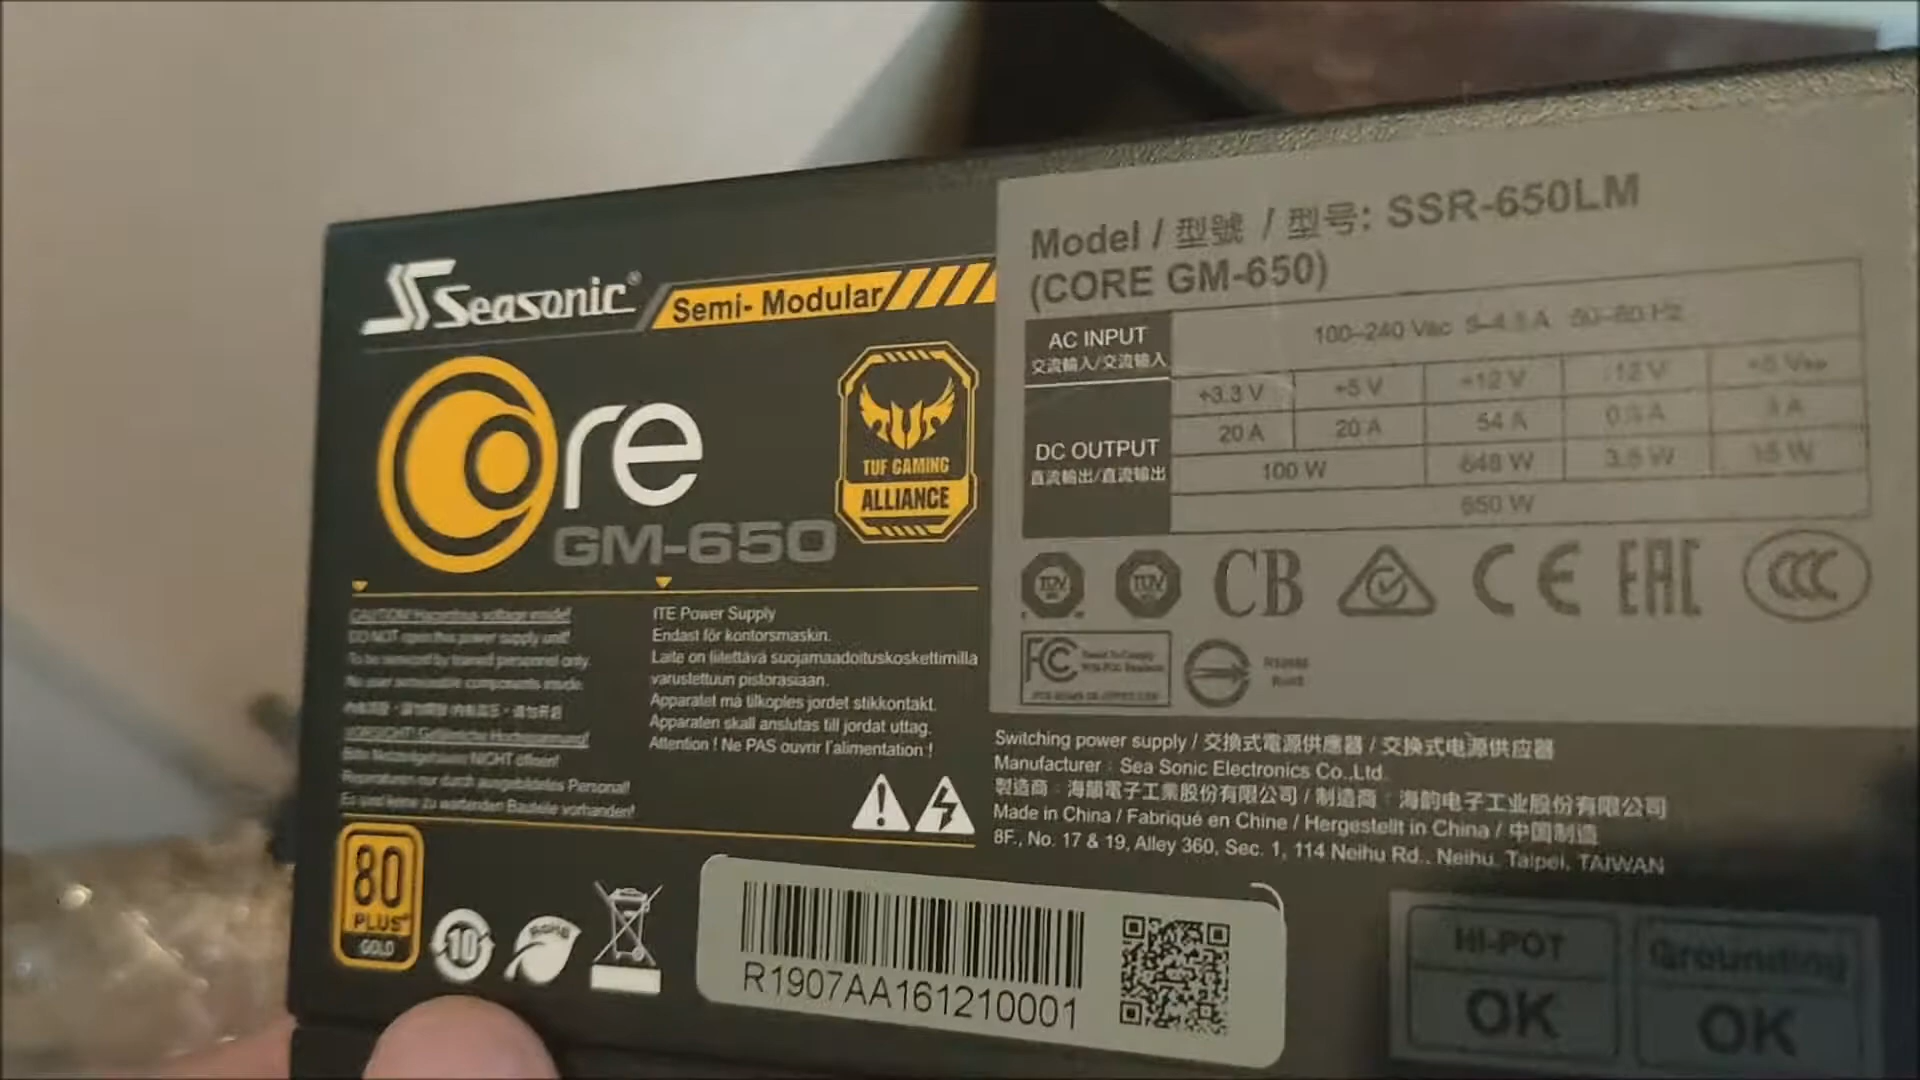 Seasonic®
Semi- Modular
Core
GM-650
TUF GAMING
ALLIANCE
CAUTION! Hazardous voltage inside!
DO NOT open this power supply unit!
To be serviced by trained personnel only.
No user serviceable components inside.
VORSICHT! Gefährliche Hochspannung!
Bitte Netzteilgehäuse NICHT öffnen!
Reparaturen nur durch ausgebildetes Personal!
Es sind keine zu wartenden Bauteile vorhanden!
ITE Power Supply
Endast för kontorsmaskin.
Laite on liitettävä suojamaadoituskoskettimilla
varustettuun pistorasiaan.
Apparatet må tilkoples jordet stikkontakt.
Apparaten skall anslutas till jordat uttag.
Attention ! Ne PAS ouvrir l'alimentation !
80
PLUS®
GOLD
10
RoHS
R1907AA161210001
Model / 型號 / 型号: SSR-650LM
(CORE GM-650)
AC INPUT
交流輸入/交流输入
100–240 Vac
DC OUTPUT
直流輸出/直流输出
+3.3 V +5 V +12 V -12 V
20 A 20 A 54 A 0.3 A 3 A
100 W 648 W 3.6 W 15 W
650 W
TÜV TÜV CB CE EAC CCC
FC
Switching power supply / 交換式電源供應器 / 交换式电源供应器
Manufacturer : Sea Sonic Electronics Co.,Ltd.
製造商 : 海韻電子工業股份有限公司 / 制造商 : 海韵电子工业股份有限公司
Made in China / Fabriqué en Chine / Hergestellt in China / 中国制造
8F., No. 17 & 19, Alley 360, Sec. 1, 114 Neihu Rd., Neihu, Taipei, TAIWAN
HI-POT
OK
Grounding
OK